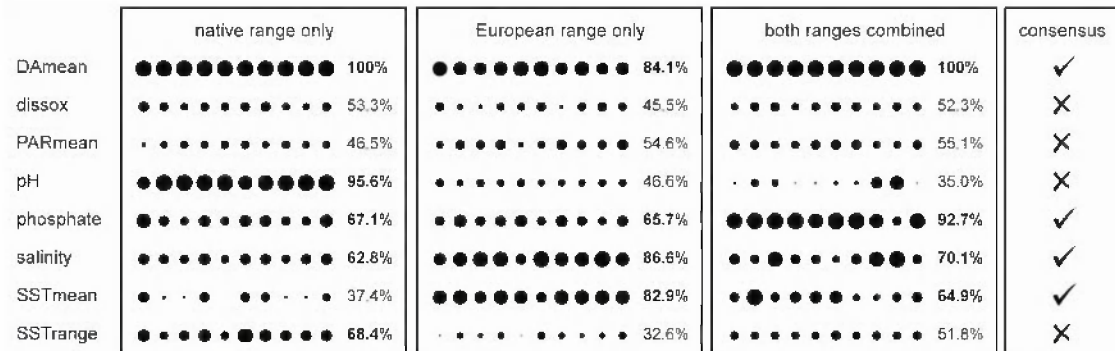 native range only European range only both ranges combined consensus
DAmean 100% 84.1% 100% ✓
dissox 53.3% 45.5% 52.3% ✕
PARmean 46.5% 54.6% 55.1% ✕
pH 95.6% 46.6% 35.0% ✕
phosphate 67.1% 65.7% 92.7% ✓
salinity 62.8% 86.6% 70.1% ✓
SSTmean 37.4% 82.9% 64.9% ✓
SSTrange 68.4% 32.6% 51.8% ✕